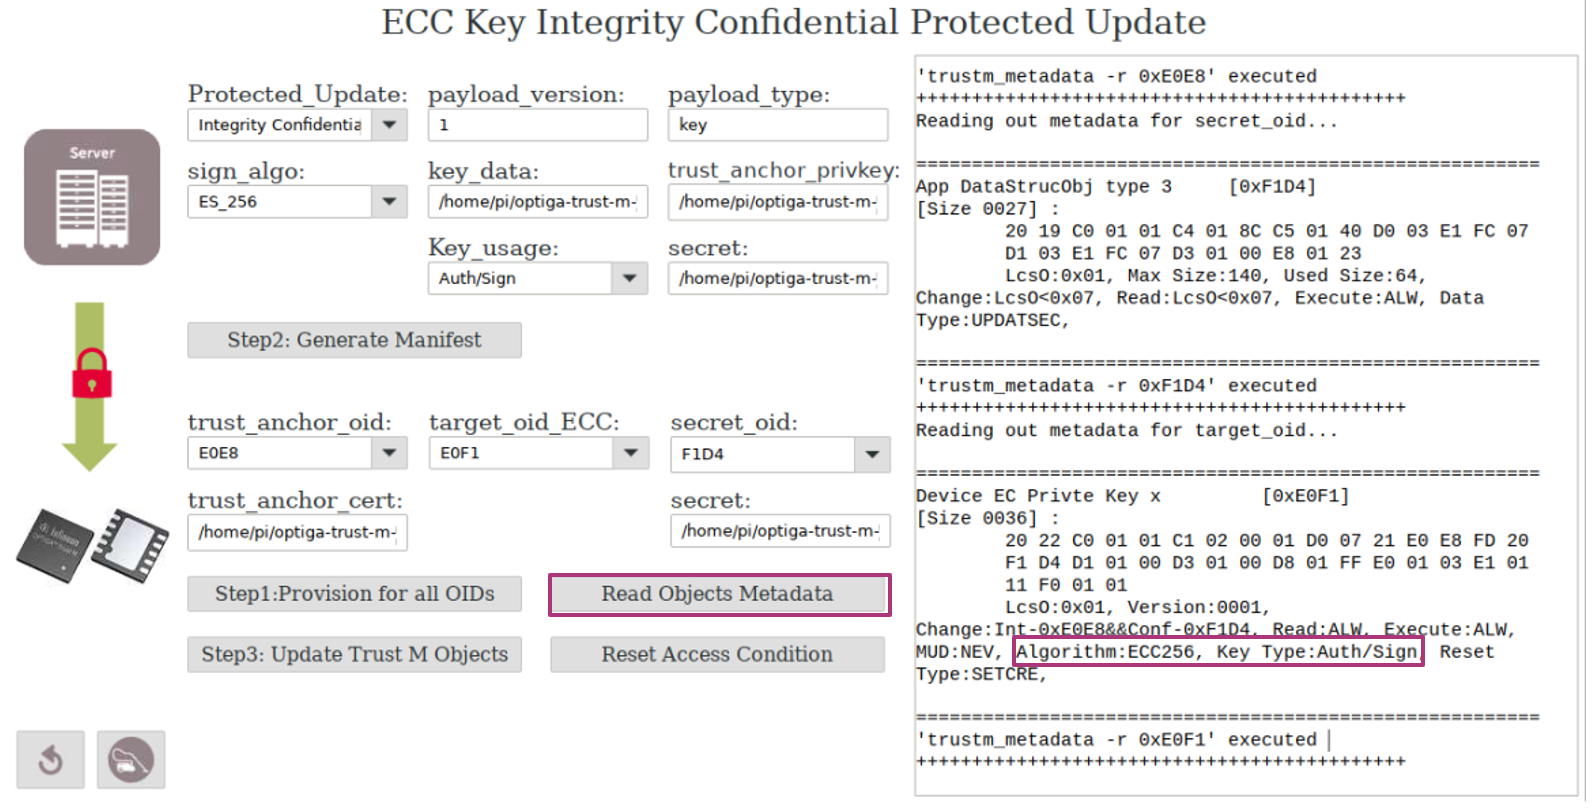 ECC Key Integrity Confidential Protected Update
Server
Protected_Update:
Integrity Confidentia
payload_version:
1
payload_type:
key
sign_algo:
ES_256
key_data:
/home/pi/optiga-trust-m-
trust_anchor_privkey:
/home/pi/optiga-trust-m-
Key_usage:
Auth/Sign
secret:
/home/pi/optiga-trust-m-
Step2: Generate Manifest
trust_anchor_oid:
E0E8
target_oid_ECC:
E0F1
secret_oid:
F1D4
trust_anchor_cert:
/home/pi/optiga-trust-m-
secret:
/home/pi/optiga-trust-m-
Step1:Provision for all OIDs
Read Objects Metadata
Step3: Update Trust M Objects
Reset Access Condition
Infineon
'trustm_metadata -r 0xE0E8' executed
++++++++++++++++++++++++++++++++++++++++++++
Reading out metadata for secret_oid...
========================================================
App DataStrucObj type 3     [0xF1D4]
[Size 0027] :
20 19 C0 01 01 C4 01 8C C5 01 40 D0 03 E1 FC 07
D1 03 E1 FC 07 D3 01 00 E8 01 23
LcsO:0x01, Max Size:140, Used Size:64,
Change:LcsO<0x07, Read:LcsO<0x07, Execute:ALW, Data
Type:UPDATSEC,
========================================================
'trustm_metadata -r 0xF1D4' executed
++++++++++++++++++++++++++++++++++++++++++++
Reading out metadata for target_oid...
========================================================
Device EC Privte Key x         [0xE0F1]
[Size 0036] :
20 22 C0 01 01 C1 02 00 01 D0 07 21 E0 E8 FD 20
F1 D4 D1 01 00 D3 01 00 D8 01 FF E0 01 03 E1 01
11 F0 01 01
LcsO:0x01, Version:0001,
Change:Int-0xE0E8&&Conf-0xF1D4, Read:ALW, Execute:ALW,
MUD:NEV, Algorithm:ECC256, Key Type:Auth/Sign, Reset
Type:SETCRE,
========================================================
'trustm_metadata -r 0xE0F1' executed
++++++++++++++++++++++++++++++++++++++++++++